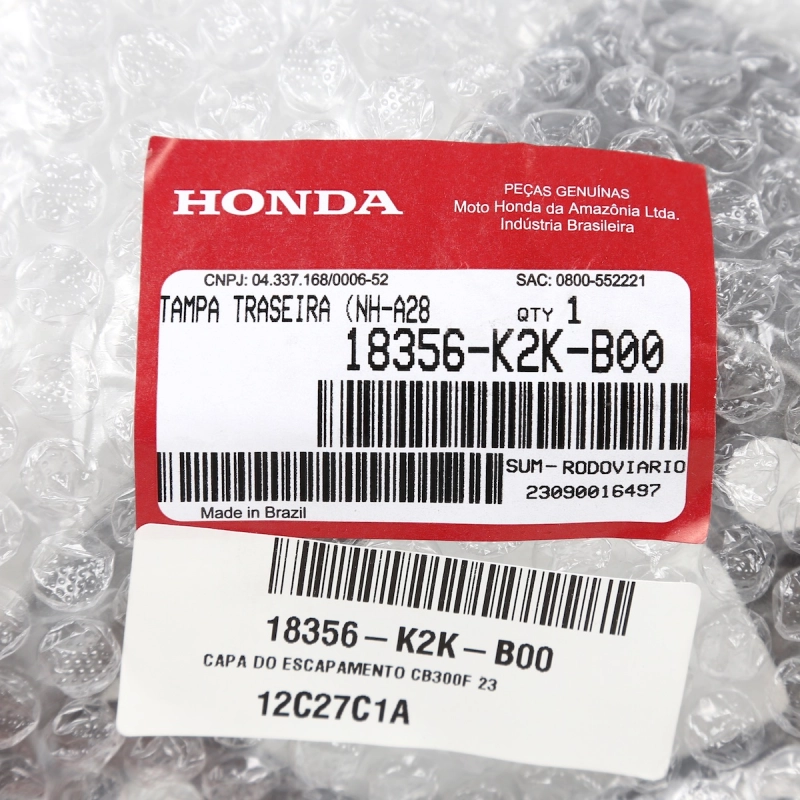 HONDA
PEÇAS GENUÍNAS
Moto Honda da Amazônia Ltda.
Indústria Brasileira
CNPJ: 04.337.168/0006-52 SAC: 0800-552221
TAMPA TRASEIRA (NH-A28 QTY 1
18356-K2K-B00
SUM-RODOVIARIO
23090016497
Made in Brazil
18356-K2K-B00
CAPA DO ESCAPAMENTO CB300F 23
12C27C1A